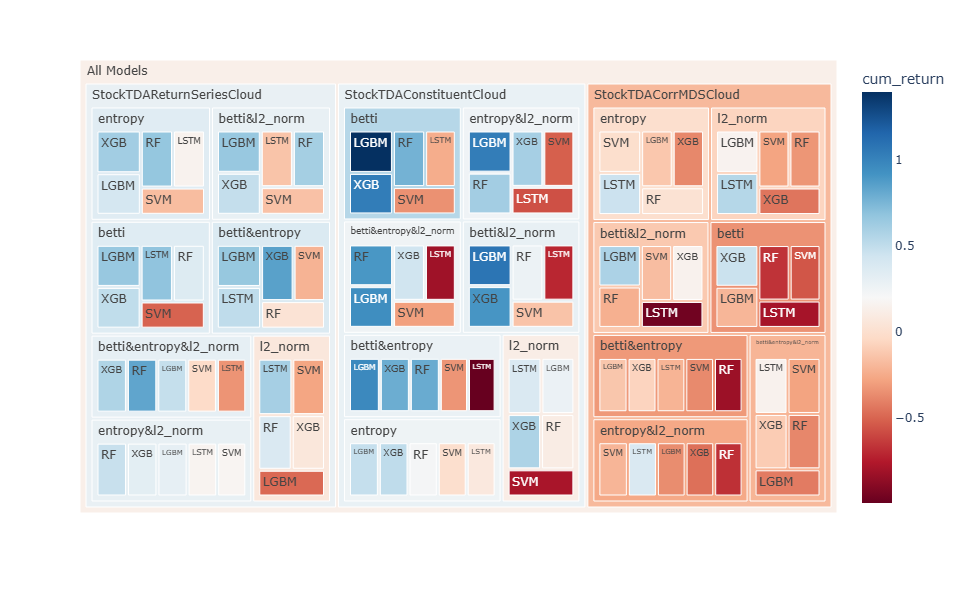 All Models
StockTDAReturnSeriesCloud
entropy
XGB
RF
LSTM
LGBM
SVM
betti&l2_norm
LGBM
LSTM
RF
XGB
SVM
betti
LGBM
LSTM
RF
XGB
SVM
betti&entropy
LGBM
XGB
SVM
LSTM
RF
betti&entropy&l2_norm
XGB
RF
LGBM
SVM
LSTM
l2_norm
LSTM
SVM
RF
XGB
LGBM
entropy&l2_norm
RF
XGB
LGBM
LSTM
SVM
StockTDAConstituentCloud
betti
LGBM
RF
LSTM
XGB
SVM
entropy&l2_norm
LGBM
XGB
SVM
RF
LSTM
betti&entropy&l2_norm
RF
XGB
LSTM
LGBM
SVM
betti&l2_norm
LGBM
RF
LSTM
XGB
SVM
betti&entropy
LGBM
XGB
RF
SVM
LSTM
l2_norm
LSTM
LGBM
XGB
RF
SVM
entropy
LGBM
XGB
RF
SVM
LSTM
StockTDACorrMDSCloud
entropy
SVM
LGBM
XGB
LSTM
RF
l2_norm
LGBM
SVM
RF
LSTM
XGB
betti&l2_norm
LGBM
SVM
XGB
RF
LSTM
betti
XGB
RF
SVM
LGBM
LSTM
betti&entropy
LGBM
XGB
LSTM
SVM
RF
betti&entropy&l2_norm
LSTM
SVM
XGB
RF
LGBM
entropy&l2_norm
SVM
LSTM
LGBM
XGB
RF
cum_return
1
0.5
0
−0.5